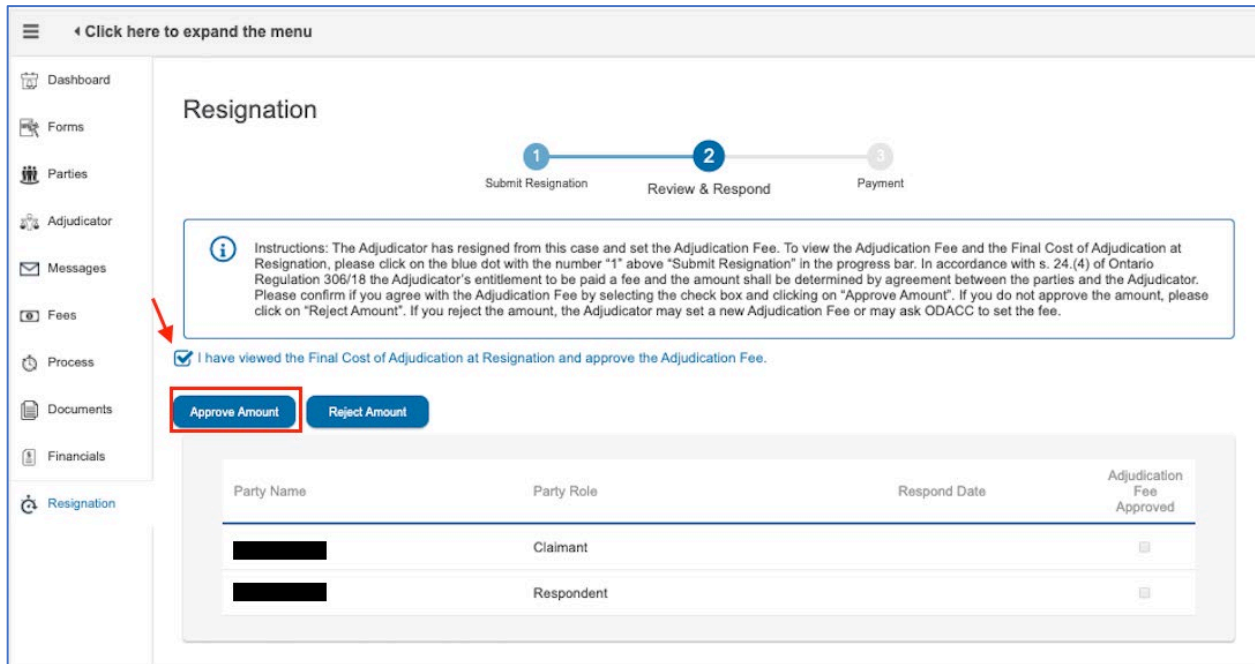 Click here to expand the menu
Dashboard
Forms
Parties
Adjudicator
Messages
Fees
Process
Documents
Financials
Resignation
Resignation
1
2
3
Submit Resignation
Review & Respond
Payment
Instructions: The Adjudicator has resigned from this case and set the Adjudication Fee. To view the Adjudication Fee and the Final Cost of Adjudication at
Resignation, please click on the blue dot with the number “1” above “Submit Resignation” in the progress bar. In accordance with s. 24.(4) of Ontario
Regulation 306/18 the Adjudicator’s entitlement to be paid a fee and the amount shall be determined by agreement between the parties and the Adjudicator.
Please confirm if you agree with the Adjudication Fee by selecting the check box and clicking on “Approve Amount”. If you do not approve the amount, please
click on “Reject Amount”. If you reject the amount, the Adjudicator may set a new Adjudication Fee or may ask ODACC to set the fee.
I have viewed the Final Cost of Adjudication at Resignation and approve the Adjudication Fee.
Approve Amount
Reject Amount
Party Name
Party Role
Respond Date
Adjudication
Fee
Approved
Claimant
Respondent